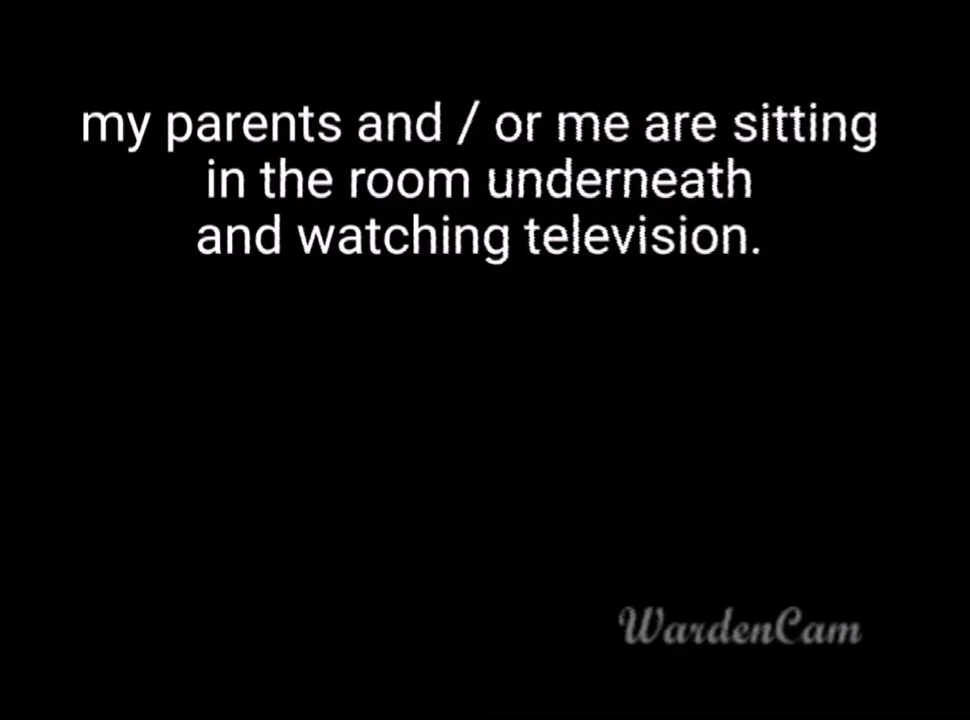 my parents and / or me are sitting
in the room underneath
and watching television.
WardenCam